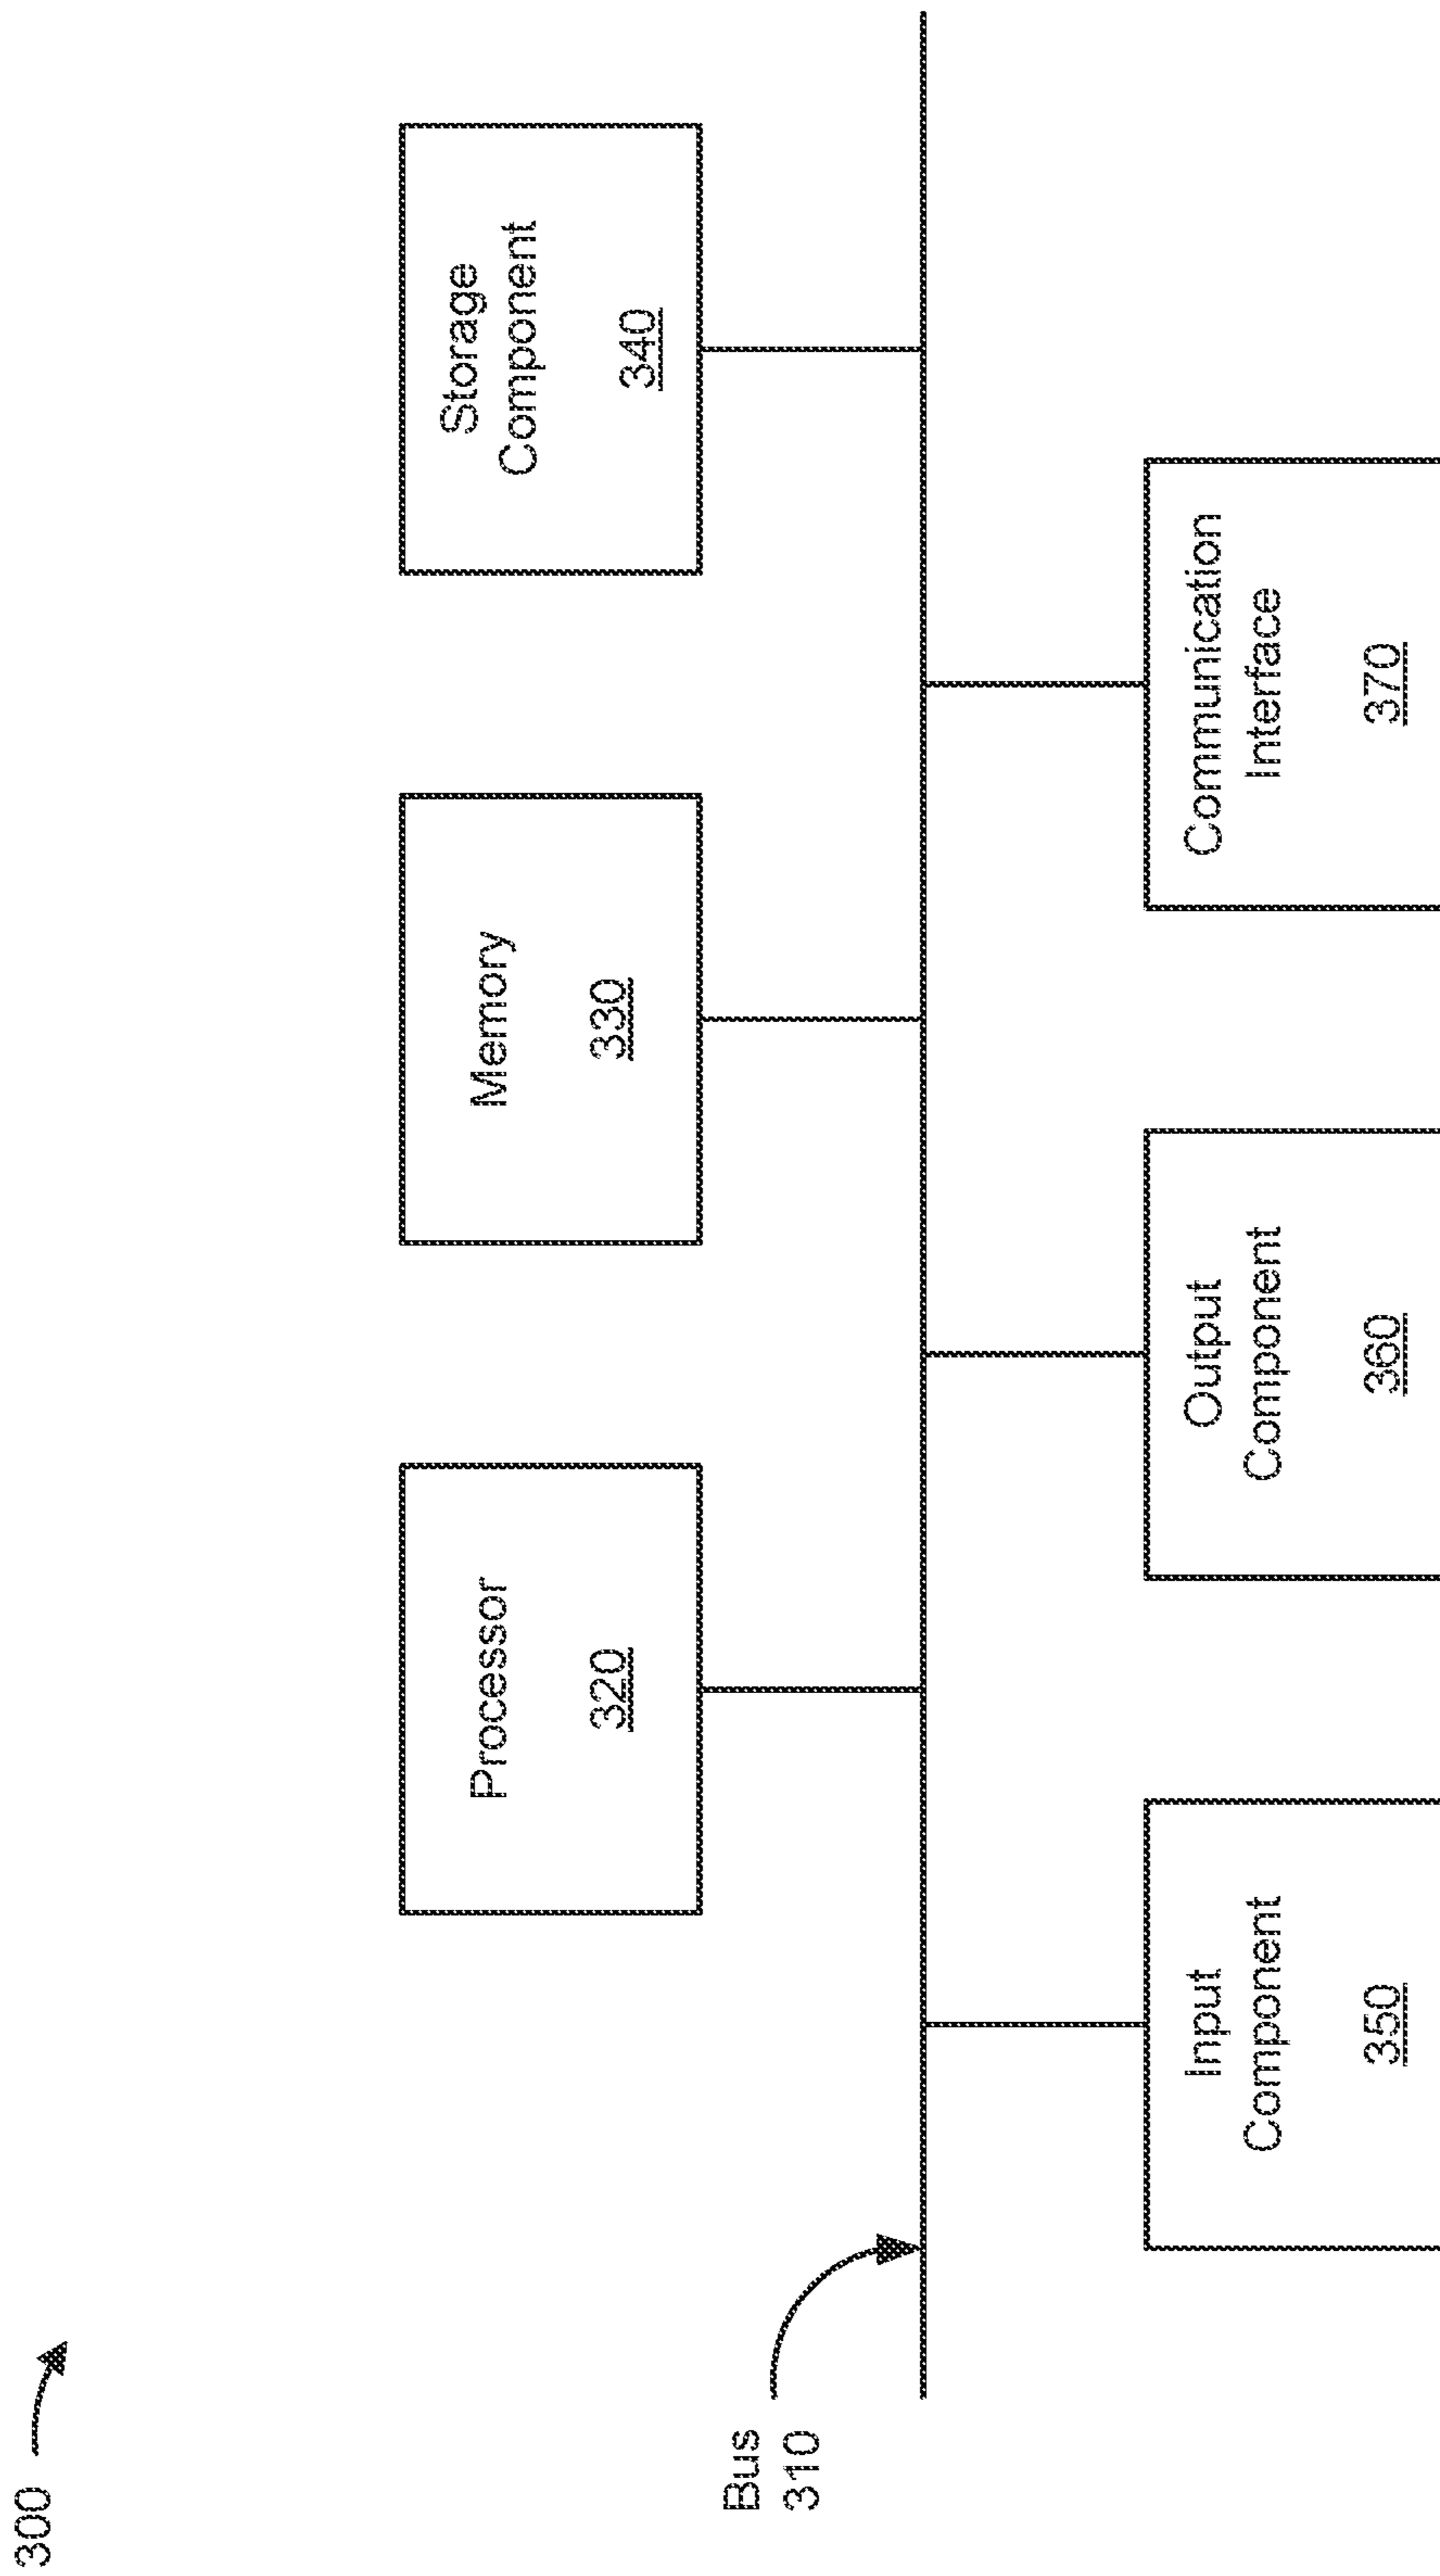 300
Processor
320
Memory
330
Storage
Component
340
Bus
310
Input
Component
350
Output
Component
360
Communication
Interface
370